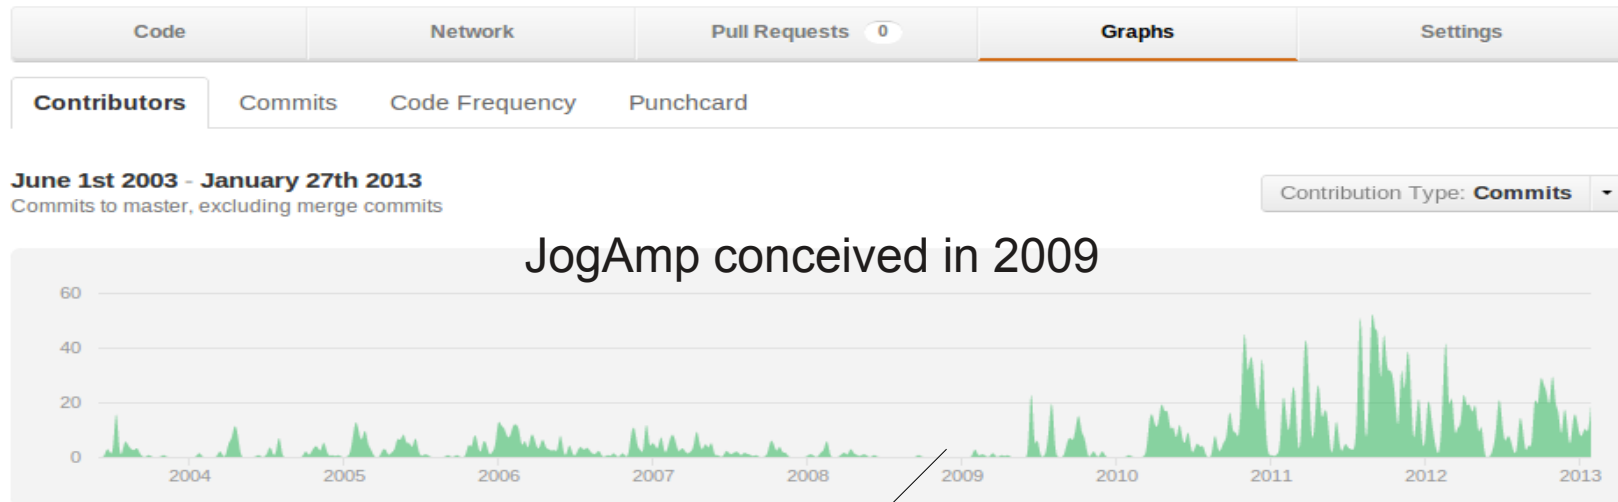 Code Network Pull Requests 0 Graphs Settings
Contributors Commits Code Frequency Punchcard
June 1st 2003 - January 27th 2013
Commits to master, excluding merge commits
Contribution Type: Commits
JogAmp conceived in 2009
60
40
20
0
2004 2005 2006 2007 2008 2009 2010 2011 2012 2013